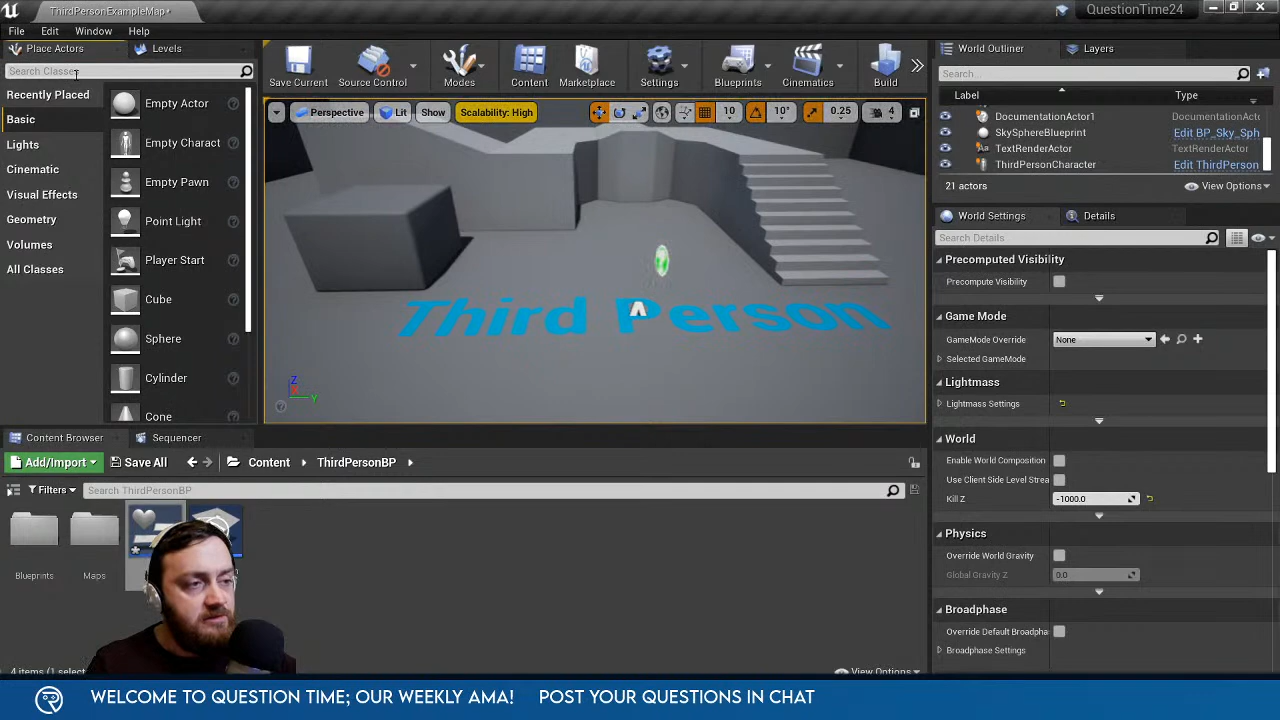 ThirdPersonExampleMap*
QuestionTime24
File Edit Window Help
Place Actors Levels
Search Classes
Recently Placed
Basic
Lights
Cinematic
Visual Effects
Geometry
Volumes
All Classes
Empty Actor
Empty Charact
Empty Pawn
Point Light
Player Start
Cube
Sphere
Cylinder
Cone
Save Current Source Control Modes Content Marketplace Settings Blueprints Cinematics Build
Perspective Lit Show Scalability: High 10 10° 0.25 4
Third Person
Z
Y
World Outliner Layers
Search...
Label Type
DocumentationActor1 DocumentationA
SkySphereBlueprint Edit BP_Sky_Sph
TextRenderActor TextRenderActor
ThirdPersonCharacter Edit ThirdPerson
21 actors View Options
World Settings Details
Search Details
Precomputed Visibility
Precompute Visibility
Game Mode
GameMode Override None
Selected GameMode
Lightmass
Lightmass Settings
World
Enable World Composition
Use Client Side Level Strea
Kill Z -1000.0
Physics
Override World Gravity
Global Gravity Z 0.0
Broadphase
Override Default Broadpha
Broadphase Settings
Content Browser Sequencer
Add/Import Save All Content ThirdPersonBP
Filters Search ThirdPersonBP
Blueprints Maps
4 items (1 select View Options
WELCOME TO QUESTION TIME; OUR WEEKLY AMA! POST YOUR QUESTIONS IN CHAT